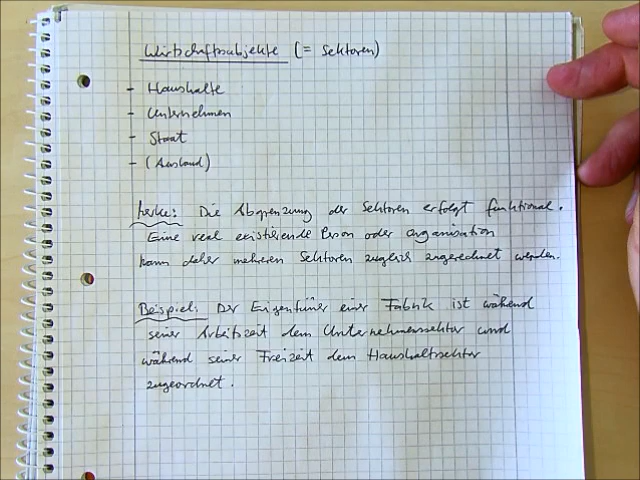 Wirtschaftssubjekte (= Sektoren)
- Haushalte
- Unternehmen
- Staat
- (Ausland)
Merke: Die Abgrenzung der Sektoren erfolgt funktional.
Eine real existierende Person oder Organisation
kann daher mehreren Sektoren zugleich zugerechnet werden.
Beispiel: Der Eigentümer einer Fabrik ist während
seiner Arbeitszeit dem Unternehmenssektor und
während seiner Freizeit dem Haushaltssektor
zugeordnet.